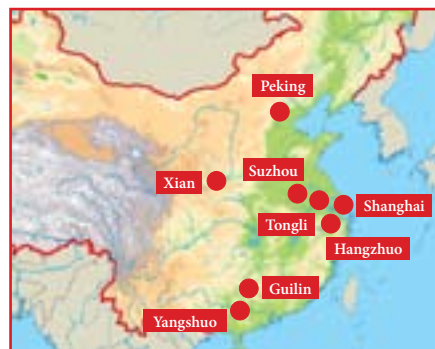 Peking
Suzhou
Xian
Shanghai
Tongli
Hangzhuo
Guilin
Yangshuo